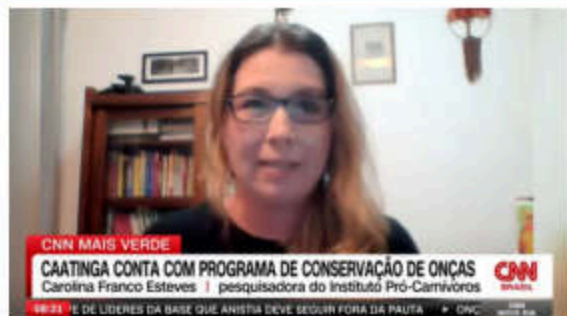 CNN MAIS VERDE
CAATINGA CONTA COM PROGRAMA DE CONSERVAÇÃO DE ONÇAS
Carolina Franco Esteves | pesquisadora do Instituto Pró-Carnívoros
CNN
BRASIL
E DE LÍDERES DA BASE QUE ANISTIA DEVE SEGUIR FORA DA PAUTA